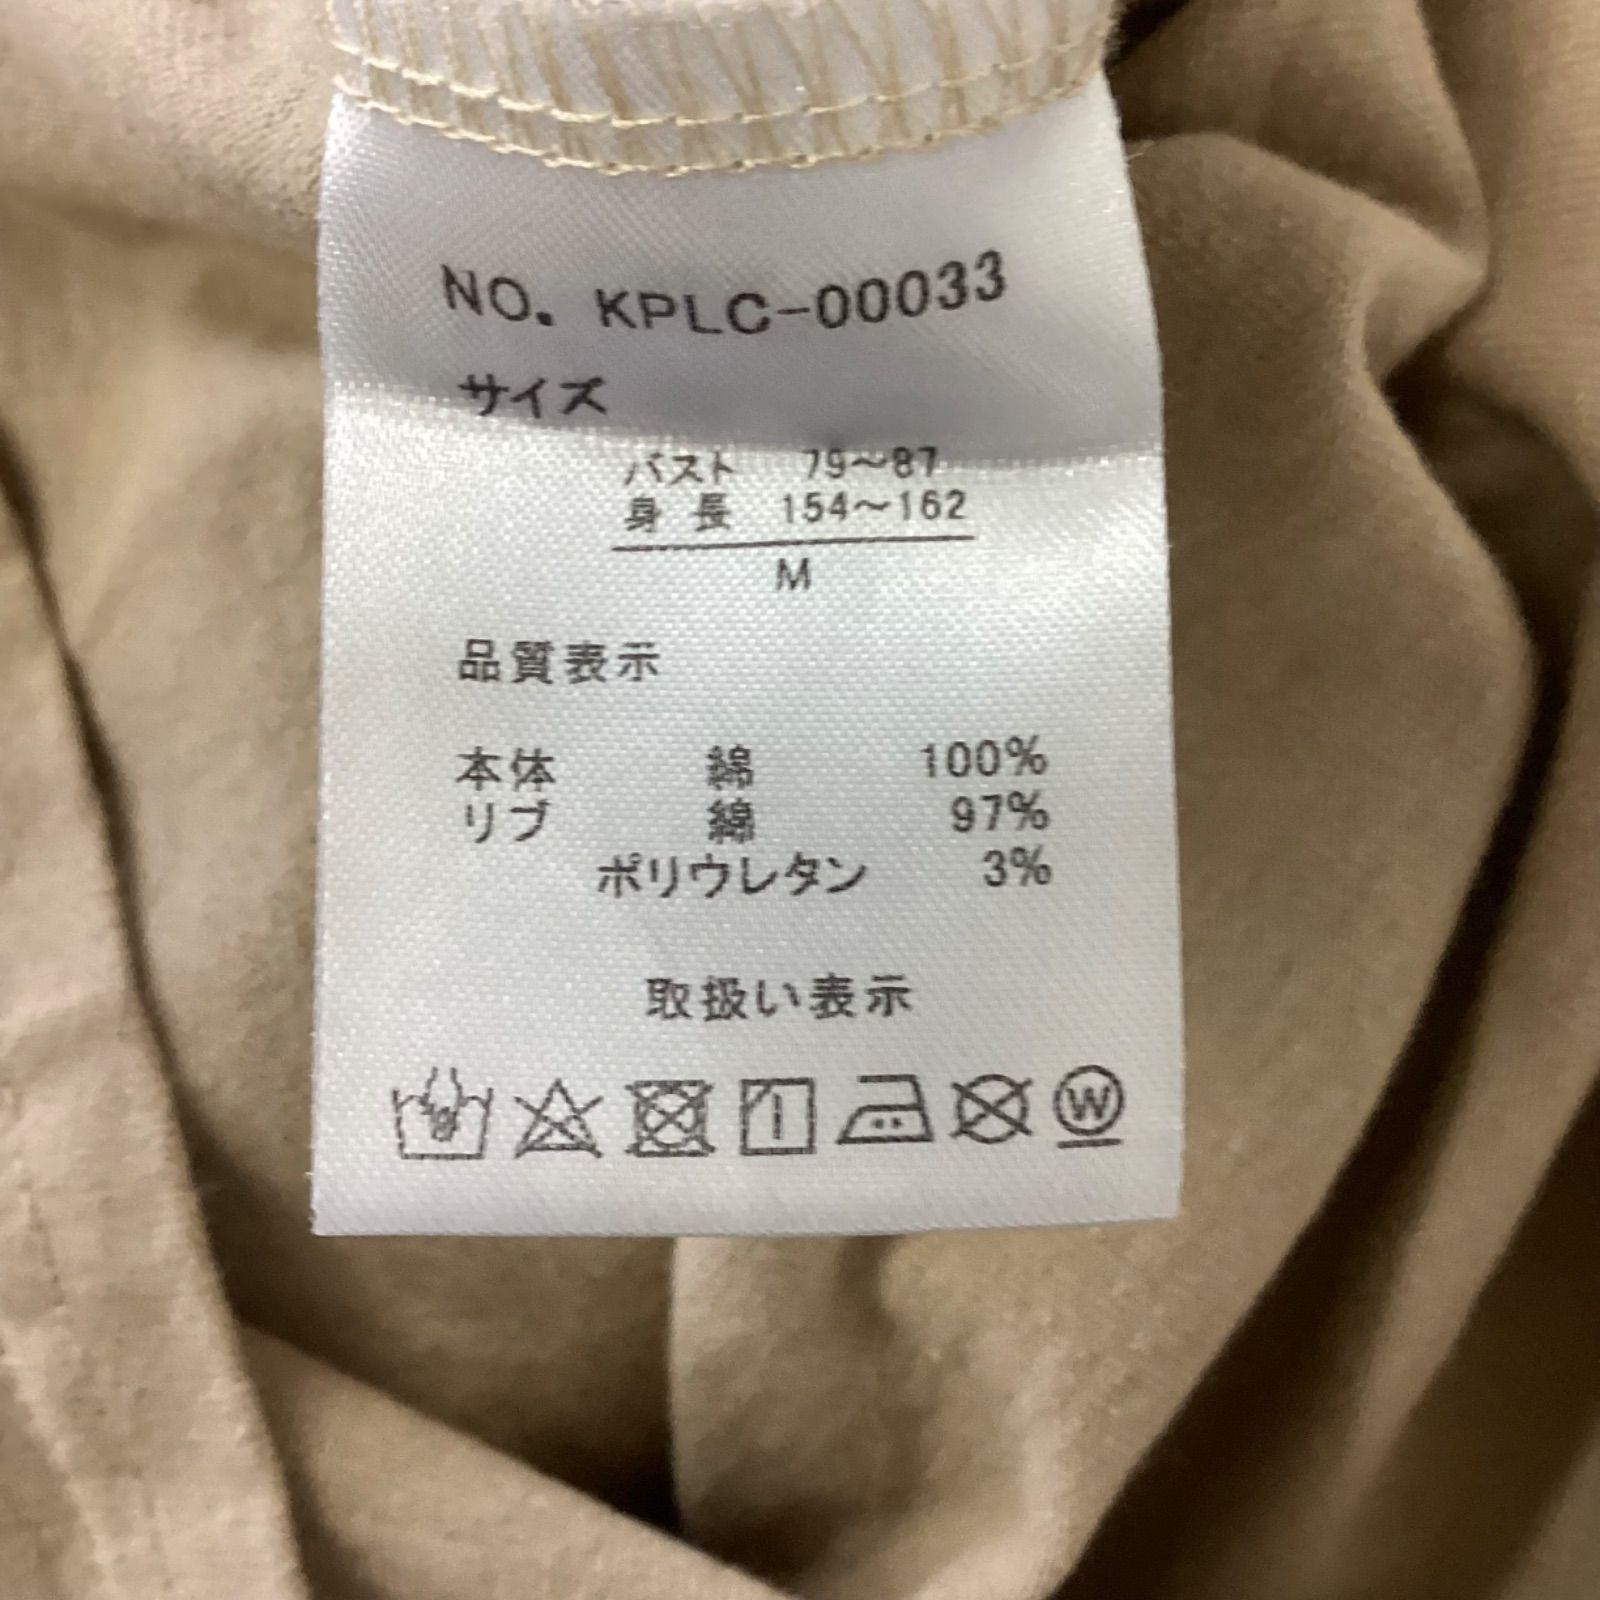 NO. KPLC-00033
サイズ
バスト 79～87
身長 154～162
M
品質表示
本体 綿 100%
リブ 綿 97%
ポリウレタン 3%
取扱い表示
W